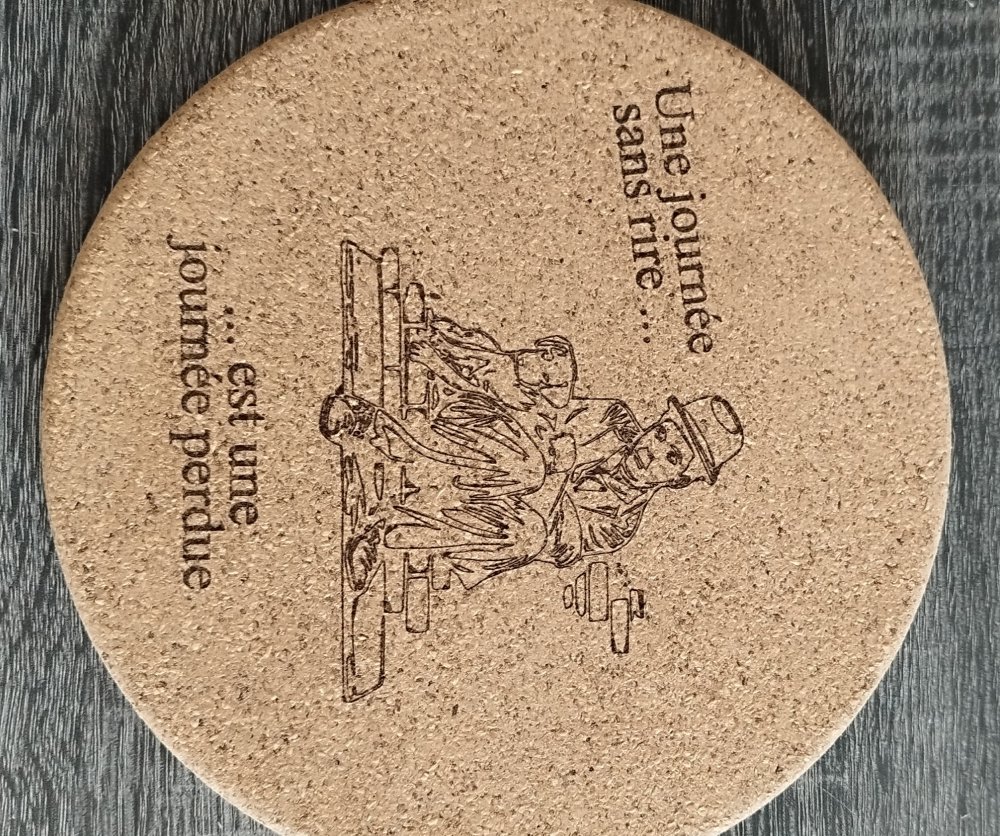 Une journée
sans rire ...
... est une
journée perdue